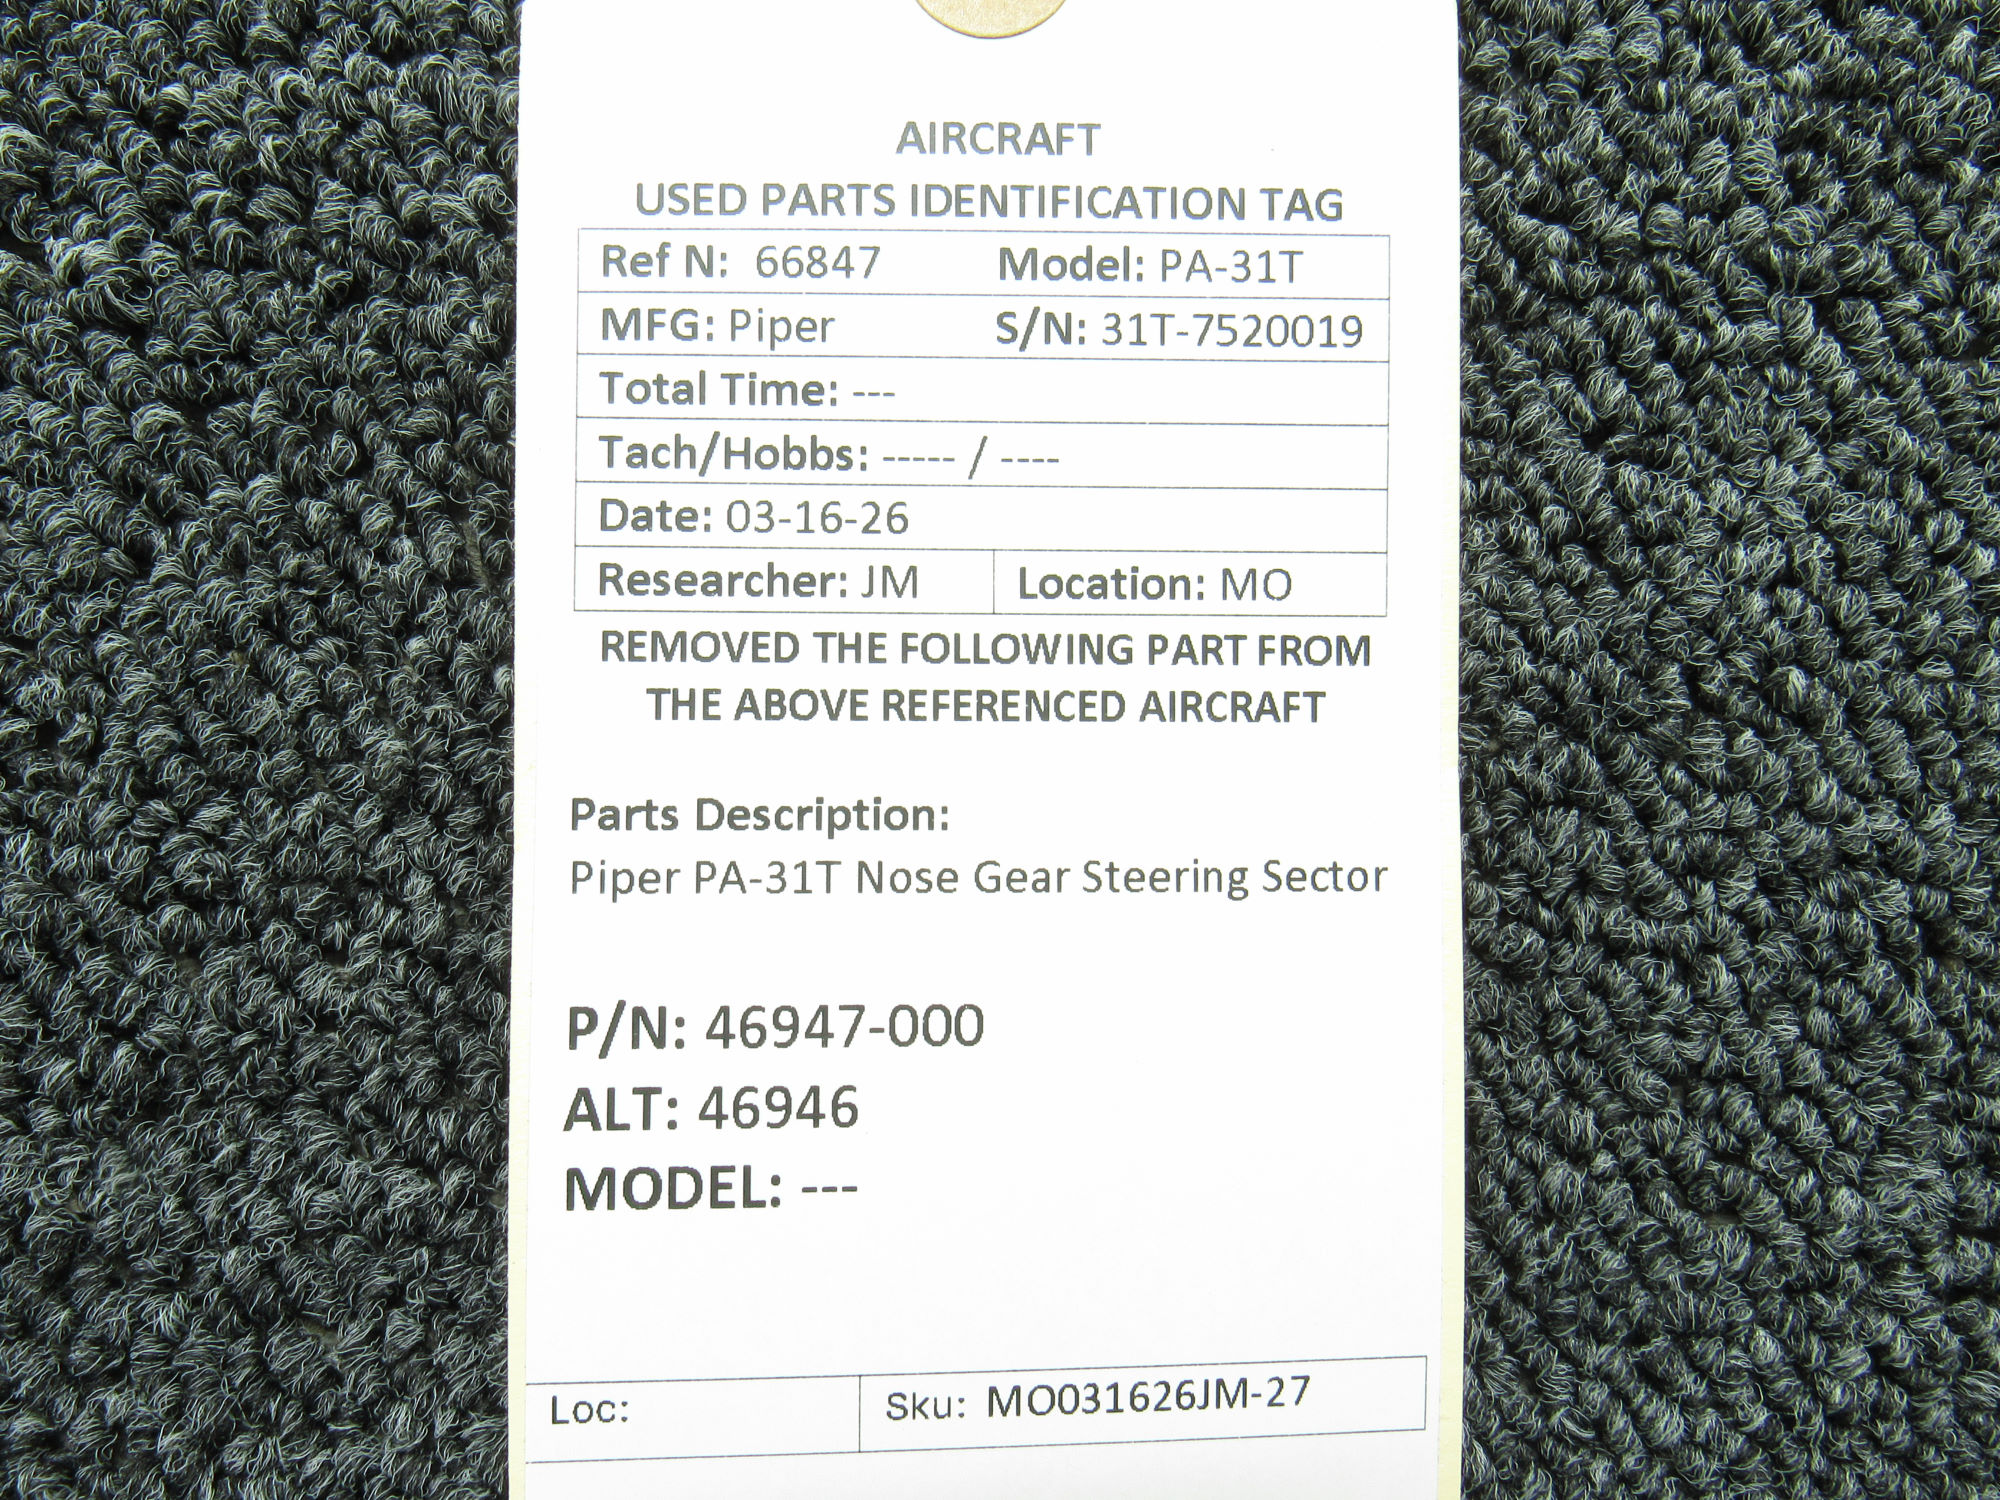 AIRCRAFT
USED PARTS IDENTIFICATION TAG
Ref N: 66847 Model: PA-31T
MFG: Piper S/N: 31T-7520019
Total Time: ---
Tach/Hobbs: ----- / ----
Date: 03-16-26
Researcher: JM Location: MO
REMOVED THE FOLLOWING PART FROM
THE ABOVE REFERENCED AIRCRAFT
Parts Description:
Piper PA-31T Nose Gear Steering Sector
P/N: 46947-000
ALT: 46946
MODEL: ---
Loc: Sku: MO031626JM-27